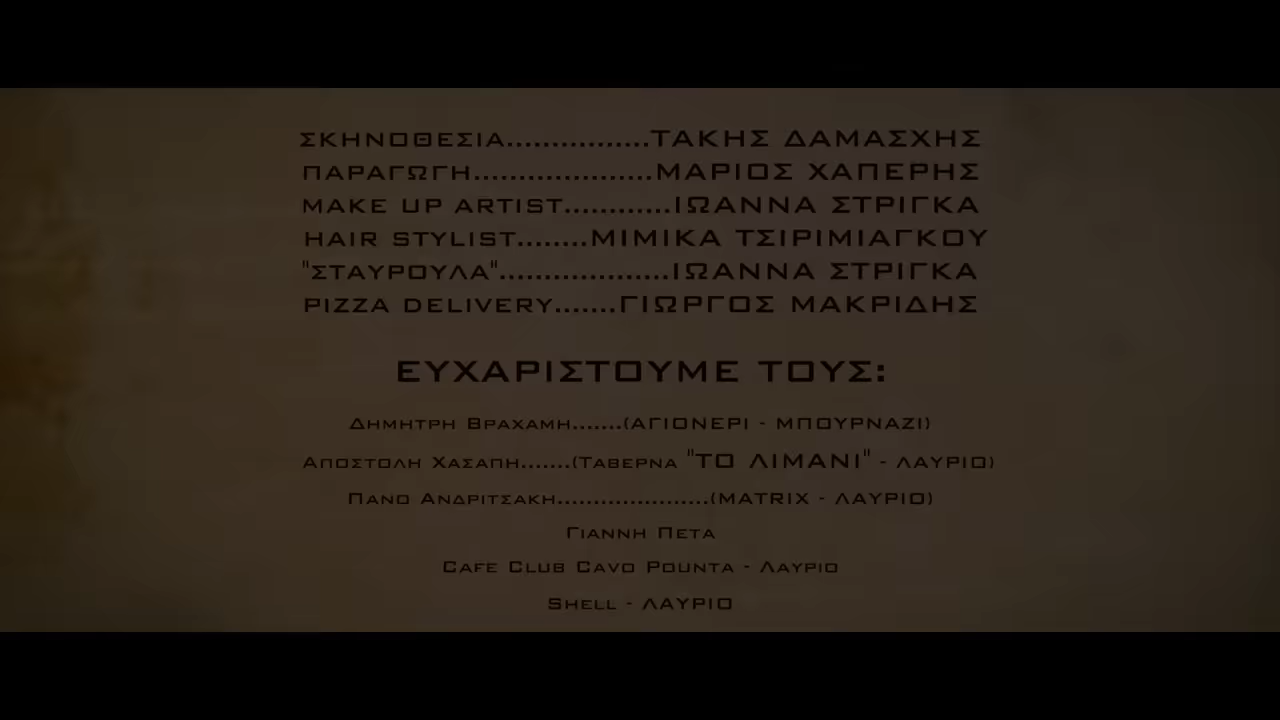 ΣΚΗΝΟΘΕΣΙΑ................ΤΑΚΗΣ ΔΑΜΑΣΧΗΣ
ΠΑΡΑΓΩΓΗ....................ΜΑΡΙΟΣ ΧΑΠΕΡΗΣ
MAKE UP ARTIST............ΙΩΑΝΝΑ ΣΤΡΙΓΚΑ
HAIR STYLIST........ΜΙΜΙΚΑ ΤΣΙΡΙΜΙΑΓΚΟΥ
"ΣΤΑΥΡΟΥΛΑ"...................ΙΩΑΝΝΑ ΣΤΡΙΓΚΑ
PIZZA DELIVERY.......ΓΙΩΡΓΟΣ ΜΑΚΡΙΔΗΣ
ΕΥΧΑΡΙΣΤΟΥΜΕ ΤΟΥΣ:
ΔΗΜΗΤΡΗ ΒΡΑΧΑΜΗ.......(ΑΓΙΟΝΕΡΙ - ΜΠΟΥΡΝΑΖΙ)
ΑΠΟΣΤΟΛΗ ΧΑΣΑΠΗ.......(ΤΑΒΕΡΝΑ "ΤΟ ΛΙΜΑΝΙ" - ΛΑΥΡΙΟ)
ΠΑΝΟ ΑΝΔΡΙΤΣΑΚΗ......................(MATRIX - ΛΑΥΡΙΟ)
ΓΙΑΝΝΗ ΠΕΤΑ
CAFE CLUB CAVO ΡΟUΝΤΑ - ΛΑΥΡΙΟ
SHELL - ΛΑΥΡΙΟ